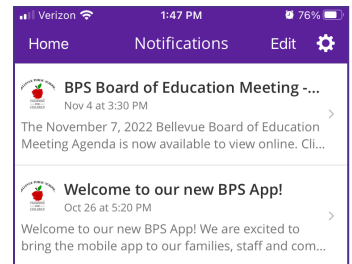 Verizon 1:47 PM 76%
Home Notifications Edit
BPS Board of Education Meeting -...
Nov 4 at 3:30 PM
The November 7, 2022 Bellevue Board of Education
Meeting Agenda is now available to view online. Cli...
Welcome to our new BPS App!
Oct 26 at 5:20 PM
Welcome to our new BPS App! We are excited to
bring the mobile app to our families, staff and com...